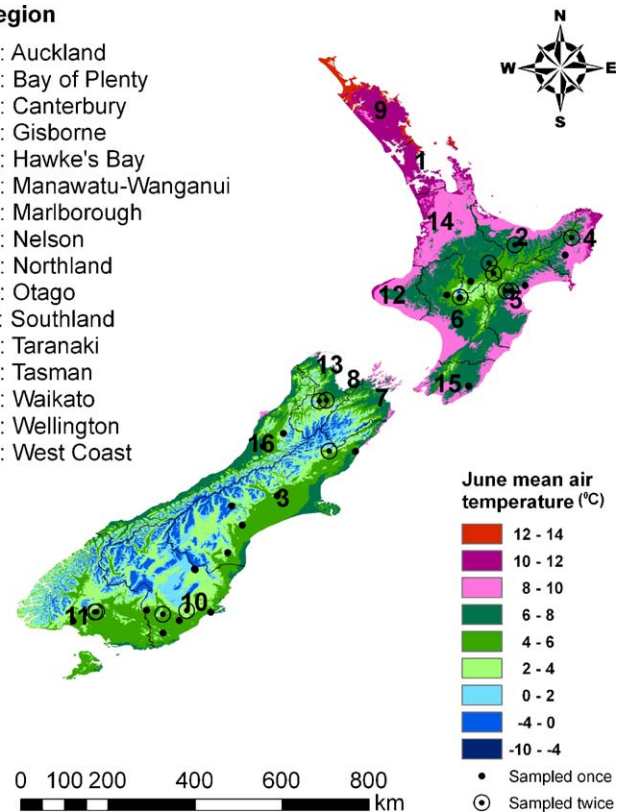 egion
: Auckland
: Bay of Plenty
: Canterbury
: Gisborne
: Hawke's Bay
: Manawatu-Wanganui
: Marlborough
: Nelson
: Northland
: Otago
: Southland
: Taranaki
: Tasman
: Waikato
: Wellington
: West Coast
N
W E
S
9
1
14
2
4
12
5
6
13
8
15
7
16
3
10
11
June mean air
temperature (⁰C)
12 - 14
10 - 12
8 - 10
6 - 8
4 - 6
2 - 4
0 - 2
-4 - 0
-10 - -4
Sampled once
Sampled twice
0 100 200 400 600 800
km